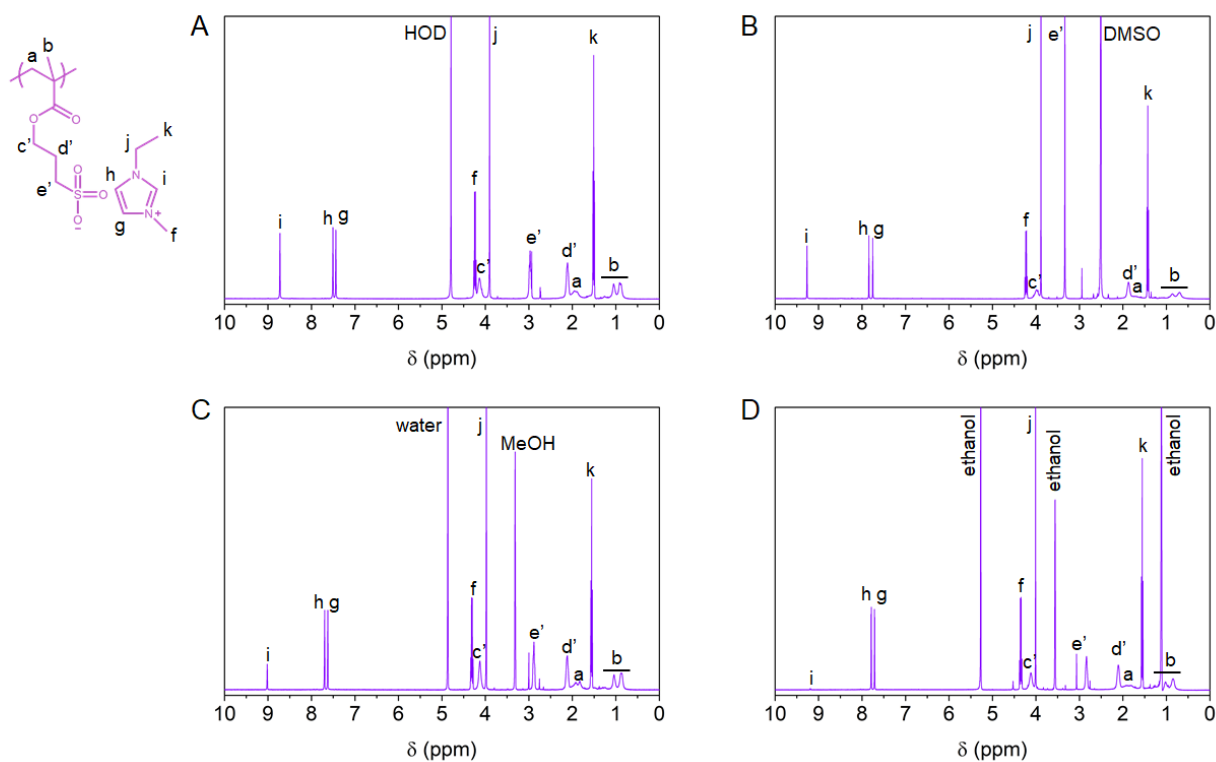 a
b
O
O
c'
d'
e'
O
S
O
O
−
k
j
h
N
i
g
N
+
f
A
HOD
j
k
f
i
h g
e'
c'
d'
a
b
10 9 8 7 6 5 4 3 2 1 0
δ (ppm)
B
j
e’
DMSO
k
f
i
h g
c'
d'
a
b
10 9 8 7 6 5 4 3 2 1 0
δ (ppm)
C
water
j
MeOH
k
f
h g
i
c'
e'
d'
a
b
10 9 8 7 6 5 4 3 2 1 0
δ (ppm)
D
ethanol
j
ethanol
k
ethanol
f
h g
i
c'
e'
d'
a
b
10 9 8 7 6 5 4 3 2 1 0
δ (ppm)